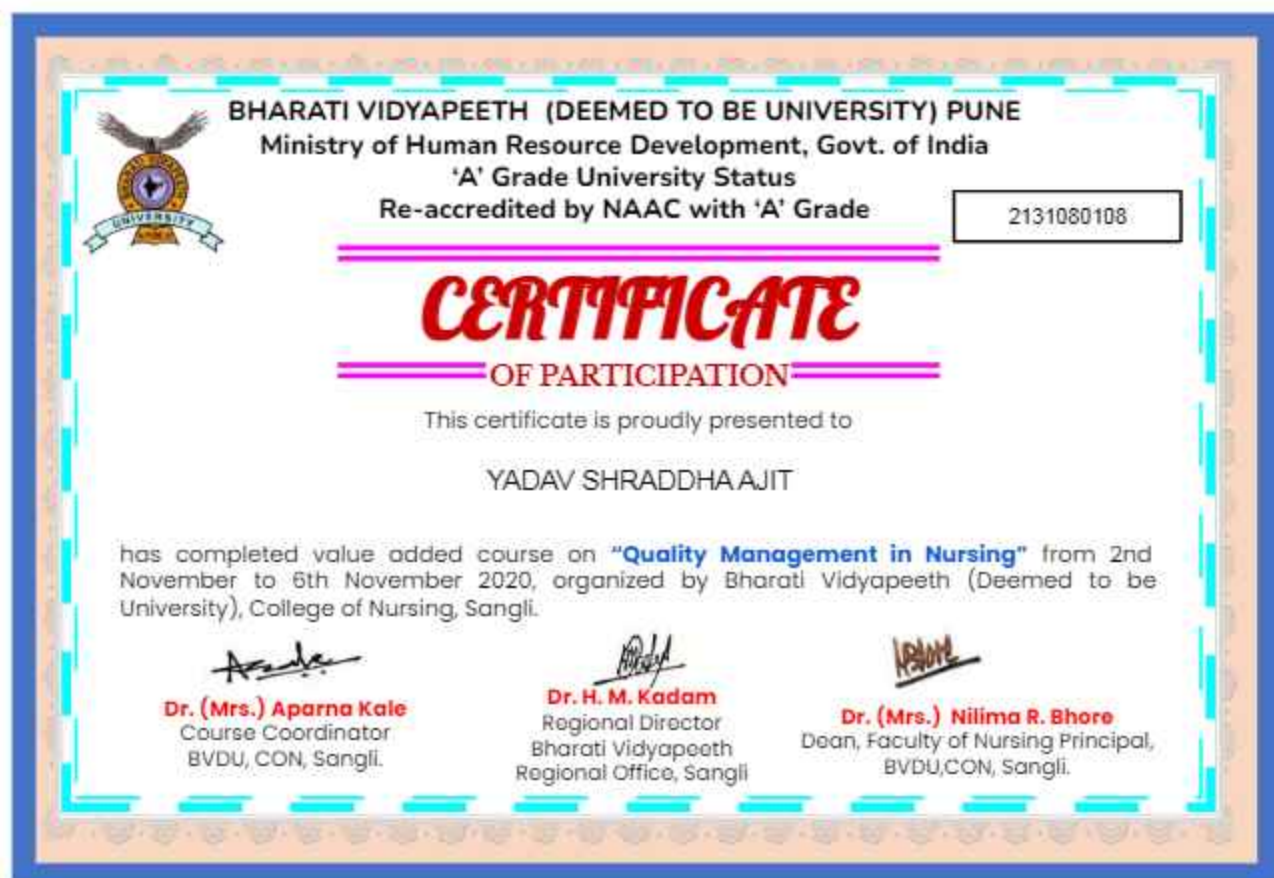 BHARATI VIDYAPEETH (DEEMED TO BE UNIVERSITY) PUNE
Ministry of Human Resource Development, Govt. of India
‘A’ Grade University Status
Re-accredited by NAAC with ‘A’ Grade
2131080108
BHARATI VIDYAPEETH
UNIVERSITY
CERTIFICATE
OF PARTICIPATION
This certificate is proudly presented to
YADAV SHRADDHA AJIT
has completed value added course on “Quality Management in Nursing” from 2nd
November to 6th November 2020, organized by Bharati Vidyapeeth (Deemed to be
University), College of Nursing, Sangli.
Dr. (Mrs.) Aparna Kale
Course Coordinator
BVDU, CON, Sangli.
Dr. H. M. Kadam
Regional Director
Bharati Vidyapeeth
Regional Office, Sangli
Dr. (Mrs.) Nilima R. Bhore
Dean, Faculty of Nursing Principal,
BVDU,CON, Sangli.